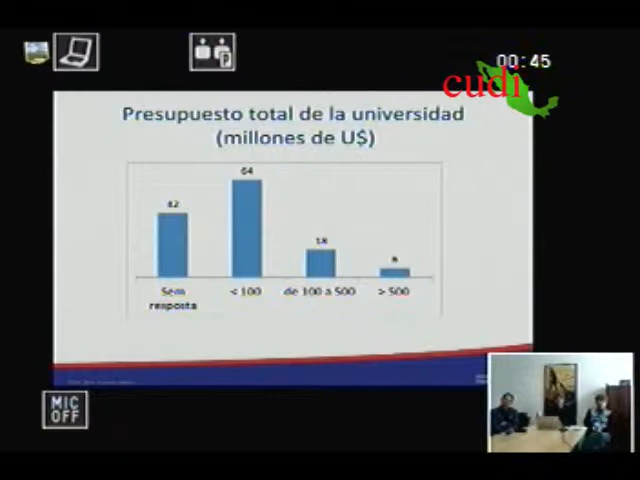 00:45
cudi
Presupuesto total de la universidad
(millones de U$)
64
42
18
Sem
resposta
< 100
de 100 a 500
> 500
MIC
OFF